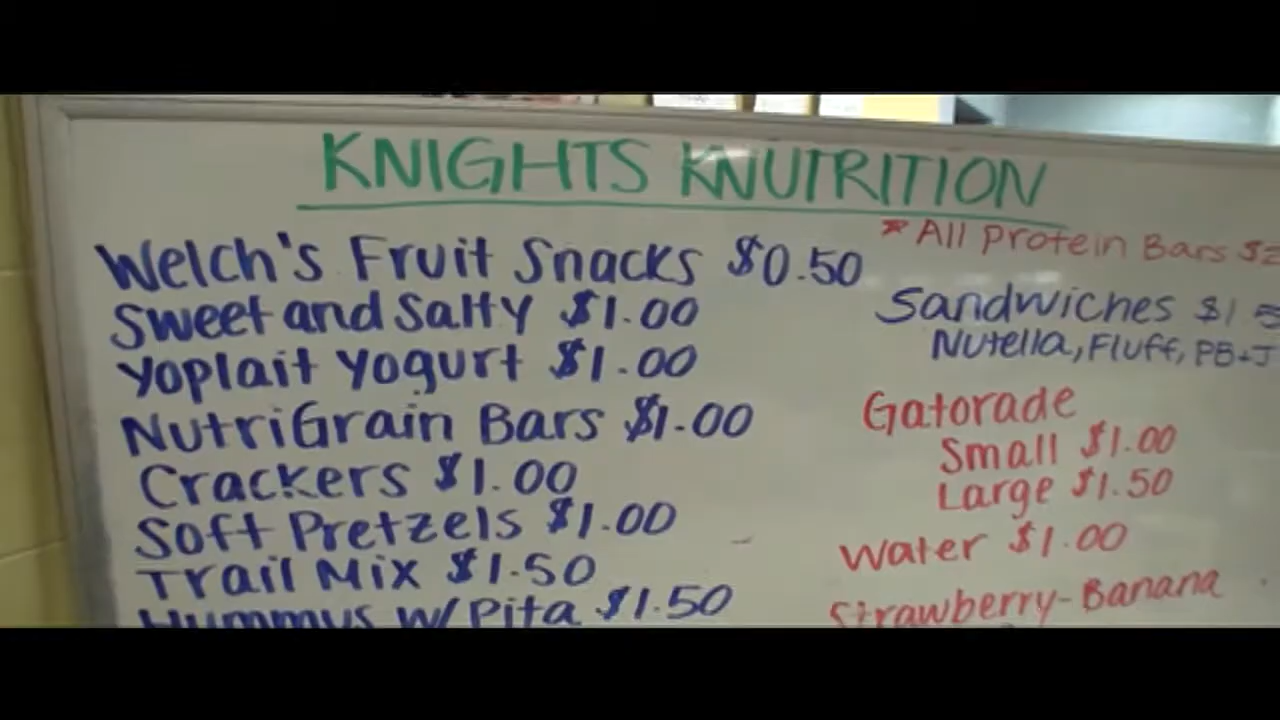 KNIGHTS KNUTRITION
Welch's Fruit Snacks $0.50
Sweet and Salty $1.00
Yoplait Yogurt $1.00
NutriGrain Bars $1.00
Crackers $1.00
Soft Pretzels $1.00
Trail Mix $1.50
Hummus w/Pita $1.50
* All Protein Bars
Sandwiches
Nutella, Fluff, PB+J
Gatorade
Small $1.00
Large $1.50
Water $1.00
Strawberry-Banana